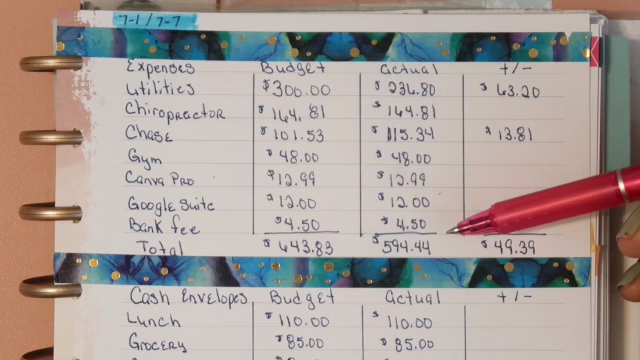 7-1 / 7-7
Expenses Budget Actual +/-
Utilities $300.00 $236.80 $63.20
Chiropractor $164.81 $164.81
Chase $101.53 $115.34 $13.81
Gym $48.00 $48.00
Canva Pro $12.99 $12.99
Google Suite $12.00 $12.00
Bank fee $4.50 $4.50
Total $643.83 $594.44 $49.39
Cash Envelopes Budget Actual +/-
Lunch $110.00 $110.00
Grocery $85.00 $85.00